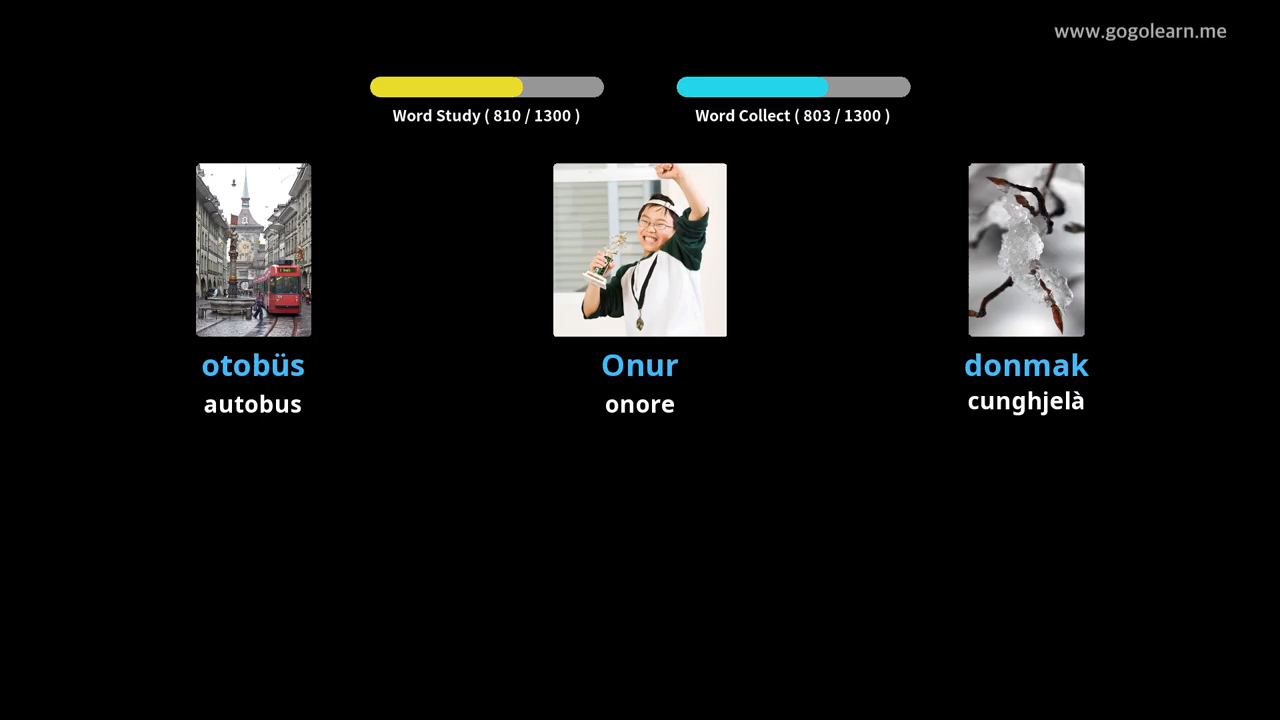 www.gogolearn.me
Word Study ( 810 / 1300 )
Word Collect ( 803 / 1300 )
otobüs
Onur
donmak
autobus
onore
cunghjelà